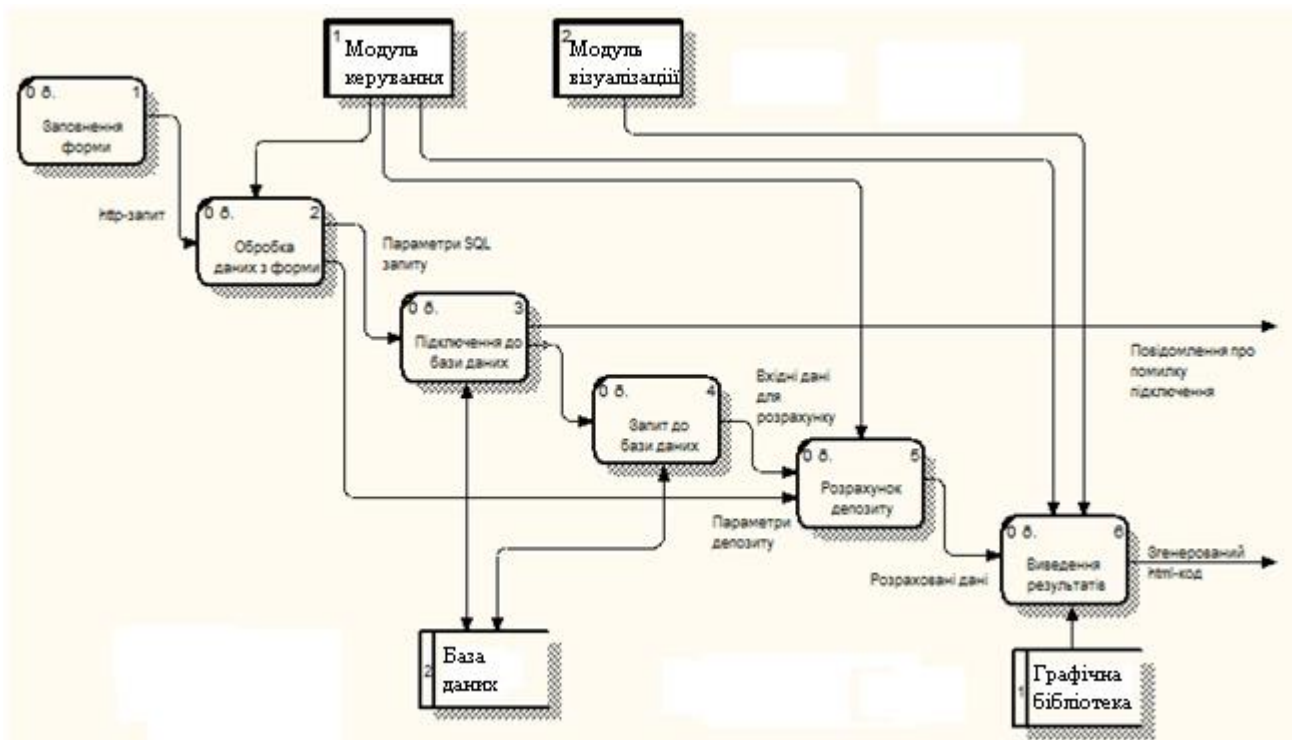 1
Модуль
керування
2
Модуль
візуалізаціії
0 ð. 1
Заповнення
форми
http-запит
0 ð. 2
Обробка
даних з форми
Параметри SQL
запиту
0 ð. 3
Підключення до
бази даних
Повідомлення про
помилку
підключення
0 ð. 4
Запит до
бази даних
Вхідні дані
для
розрахунку
0 ð. 5
Розрахунок
депозиту
Параметри
депозиту
0 ð. 6
Виведення
результатів
Розраховані дані
Згенерований
html-код
2
База
даних
Графічна
бібліотека